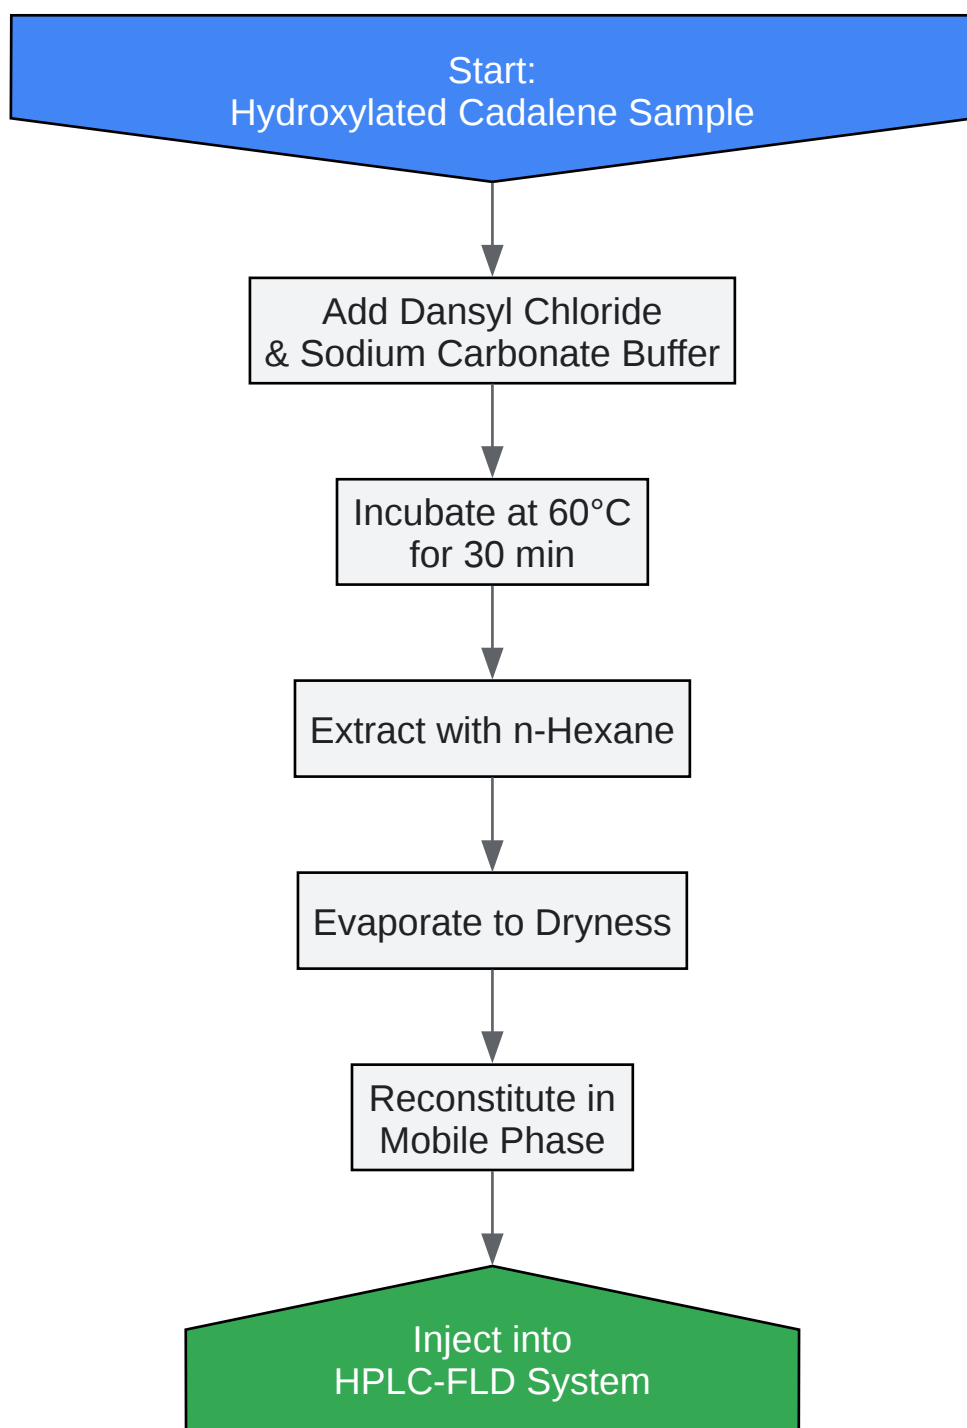 Start:
Hydroxylated Cadalene Sample
Add Dansyl Chloride
& Sodium Carbonate Buffer
Incubate at 60°C
for 30 min
Extract with n-Hexane
Evaporate to Dryness
Reconstitute in
Mobile Phase
Inject into
HPLC-FLD System